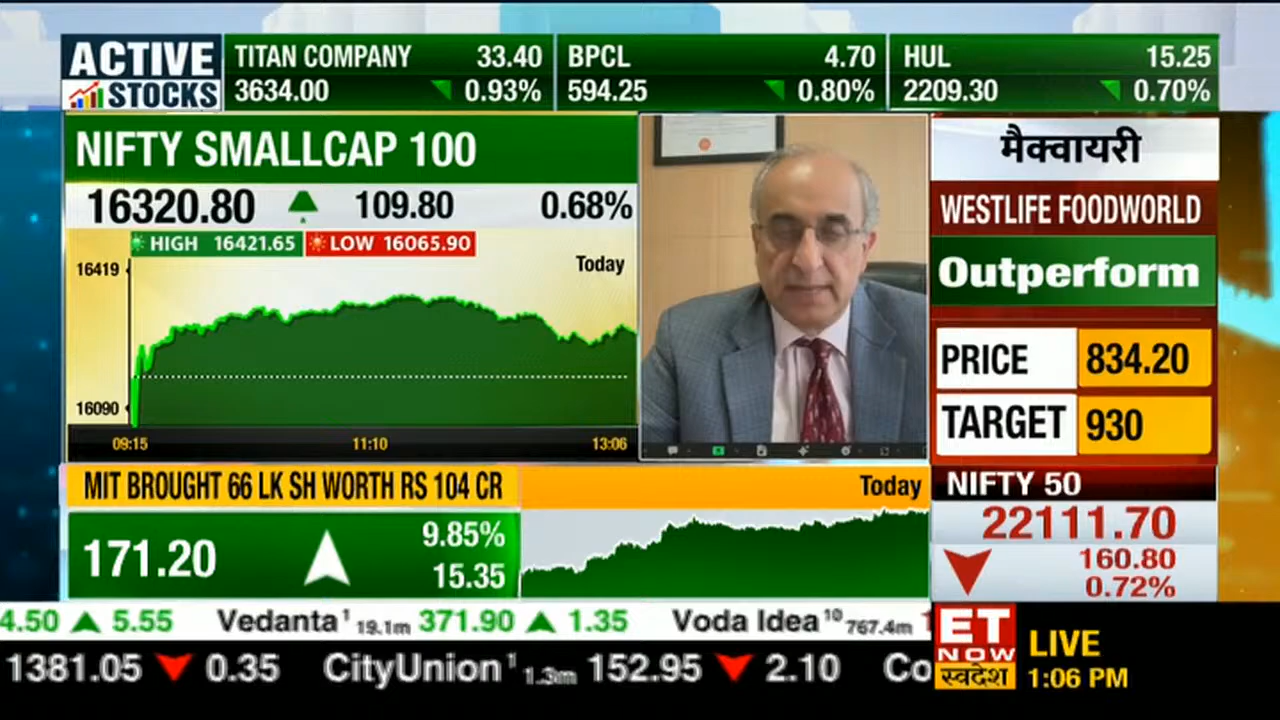 ACTIVE
STOCKS
TITAN COMPANY 33.40
3634.00 0.93%
BPCL 4.70
594.25 0.80%
HUL 15.25
2209.30 0.70%
NIFTY SMALLCAP 100
16320.80 109.80 0.68%
HIGH 16421.65 LOW 16065.90
Today
16419
16090
09:15 11:10 13:06
मैक्वायरी
WESTLIFE FOODWORLD
Outperform
PRICE 834.20
TARGET 930
MIT BROUGHT 66 LK SH WORTH RS 104 CR
Today
171.20
9.85%
15.35
NIFTY 50
22111.70
160.80
0.72%
4.50 5.55 Vedanta 1 19.1m 371.90 1.35 Voda Idea 10 767.4m
1381.05 0.35 CityUnion 1 1.3m 152.95 2.10 Co
ET
NOW
स्वदेश
LIVE
1:06 PM